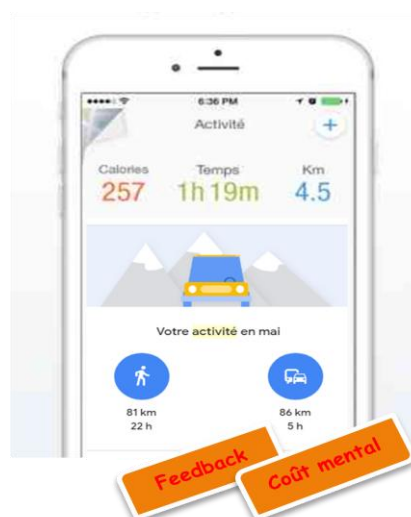 6:36 PM
Activité
+
Calories Temps Km
257 1h 19m 4.5
Votre activité en mai
81 km 86 km
22 h 5 h
Feedback
Coût mental